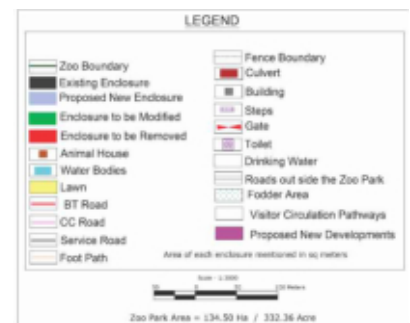 LEGEND
Zoo Boundary
Existing Enclosure
Proposed New Enclosure
Enclosure to be Modified
Enclosure to be Removed
Animal House
Water Bodies
Lawn
BT Road
CC Road
Service Road
Foot Path
Fence Boundary
Culvert
Building
Steps
Gate
Toilet
Drinking Water
Roads out side the Zoo Park
Fodder Area
Visitor Circulation Pathways
Proposed New Developments
Area of each enclosure mentioned in sq meters
Zoo Park Area = 134.50 Ha / 332.36 Acre